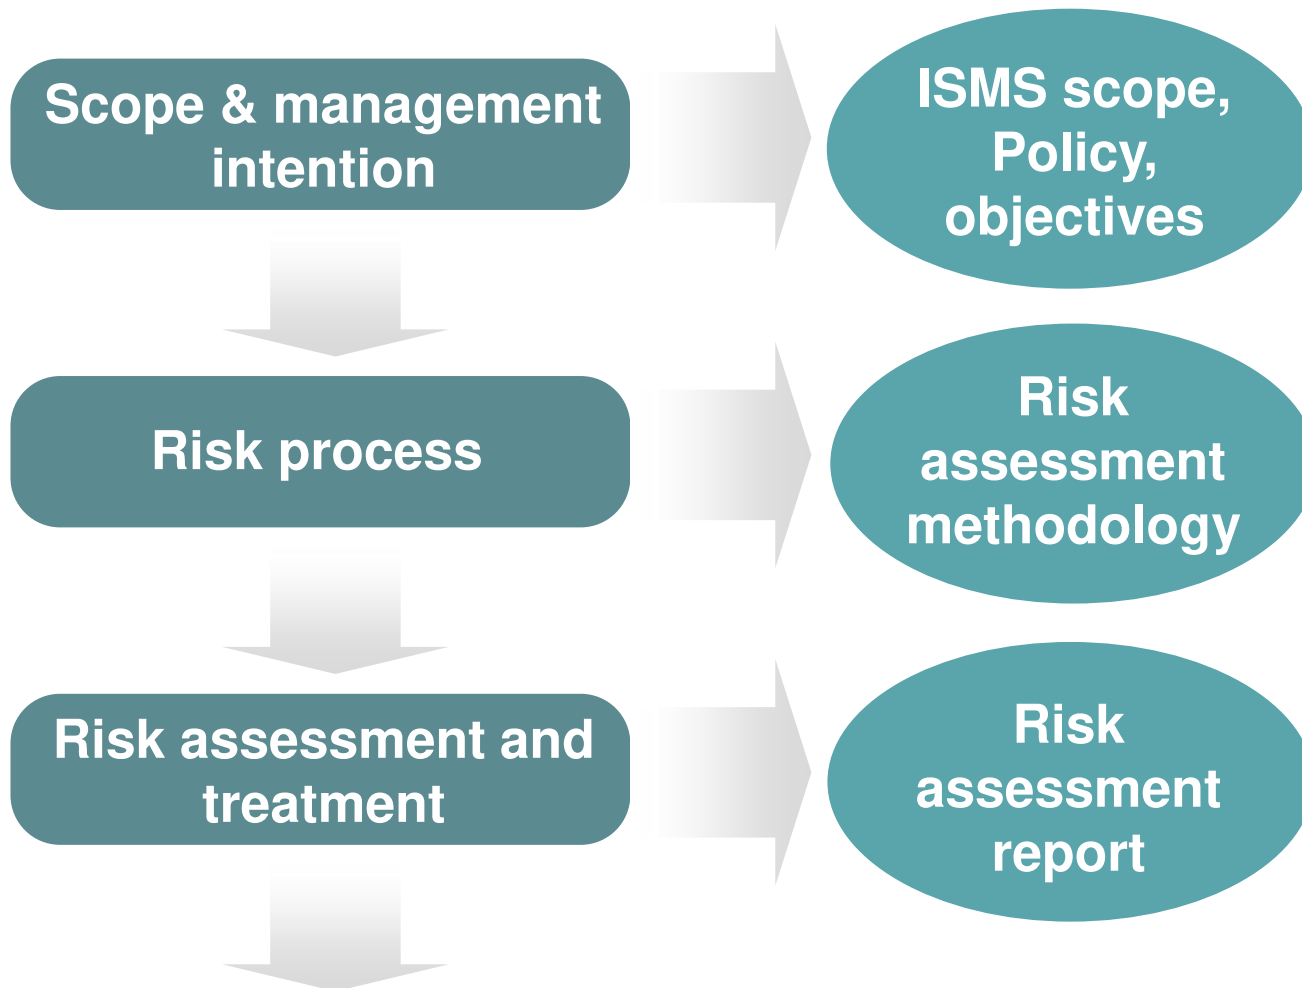 Scope & management
intention
ISMS scope,
Policy,
objectives
Risk process
Risk
assessment
methodology
Risk assessment and
treatment
Risk
assessment
report